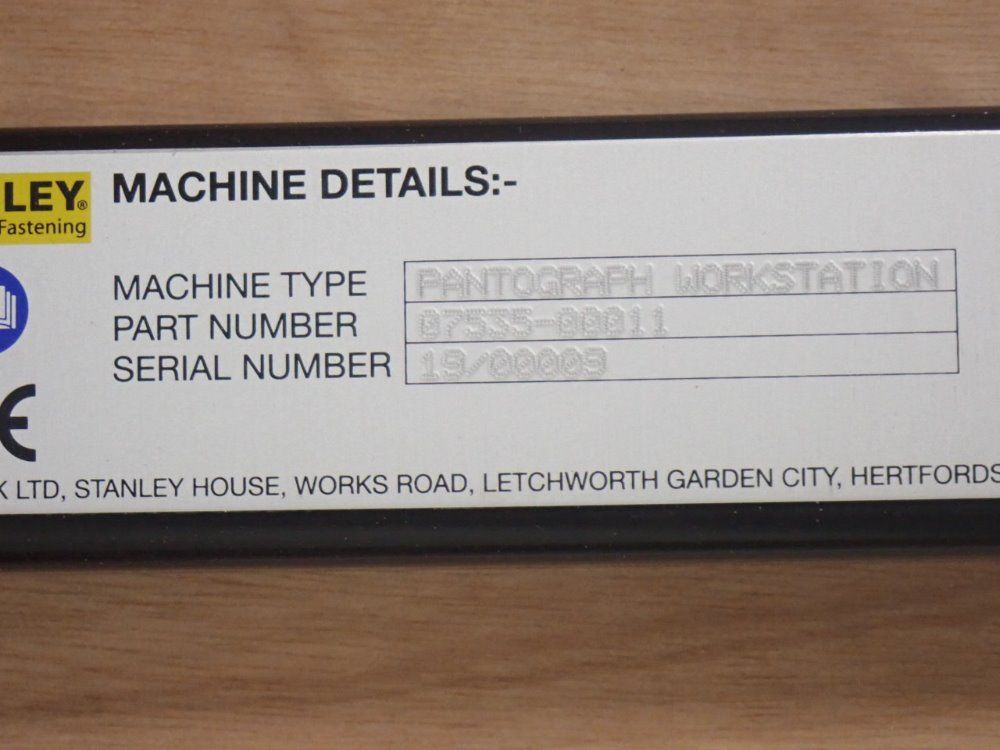 LEY®
Fastening
MACHINE DETAILS:-
MACHINE TYPE PANTOGRAPH WORKSTATION
PART NUMBER 07535-00011
SERIAL NUMBER 19/00009
K LTD, STANLEY HOUSE, WORKS ROAD, LETCHWORTH GARDEN CITY, HERTFORDS